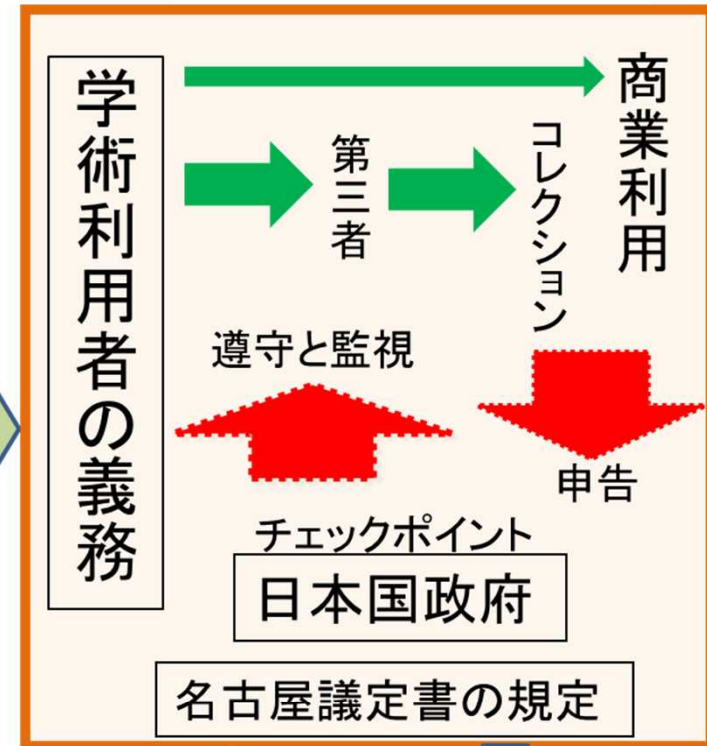 学術利用者の義務
商業利用
第三者
コレクション
遵守と監視
申告
チェックポイント
日本国政府
名古屋議定書の規定